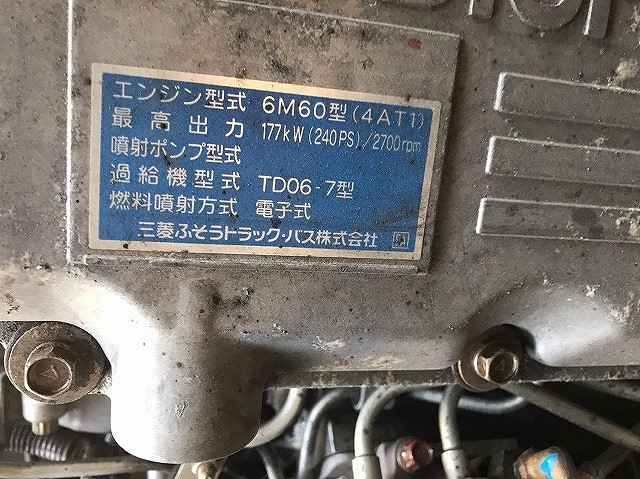 エンジン型式 6M60型(4AT1)
最高出力 177kW(240PS)/2700rpm
噴射ポンプ型式
過給機型式 TD06-7型
燃料噴射方式 電子式
三菱ふそうトラック・バス株式会社